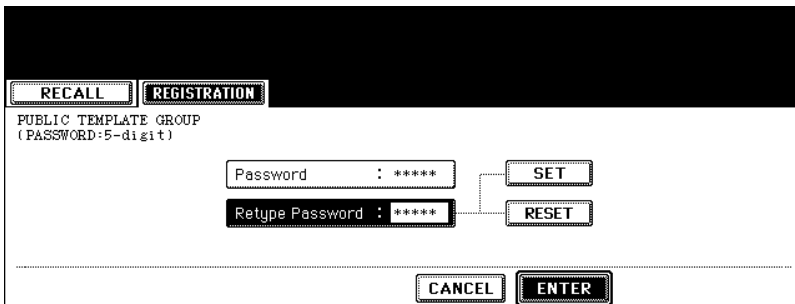 RECALL REGISTRATION
PUBLIC TEMPLATE GROUP
(PASSWORD:5-digit)
Password : ***** SET
Retype Password : ***** RESET
CANCEL ENTER